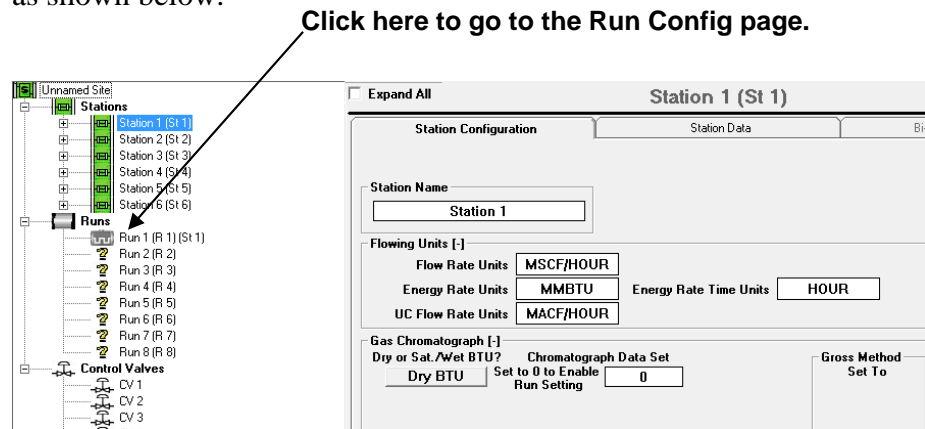 as shown below:
Click here to go to the Run Config page.
Unnamed Site
Stations
Station 1 (St 1)
Station 2 (St 2)
Station 3 (St 3)
Station 4 (St 4)
Station 5 (St 5)
Station 6 (St 6)
Runs
Run 1 (R 1) (St 1)
Run 2 (R 2)
Run 3 (R 3)
Run 4 (R 4)
Run 5 (R 5)
Run 6 (R 6)
Run 7 (R 7)
Run 8 (R 8)
Control Valves
CV 1
CV 2
CV 3
Expand All
Station 1 (St 1)
Station Configuration
Station Data
Bi-
Station Name
Station 1
Flowing Units [-]
Flow Rate Units MSCF/HOUR
Energy Rate Units MMBTU Energy Rate Time Units HOUR
UC Flow Rate Units MACF/HOUR
Gas Chromatograph [-]
Dry or Sat./Wet BTU?
Dry BTU
Chromatograph Data Set
Set to 0 to Enable
Run Setting
0
Gross Method
Set To